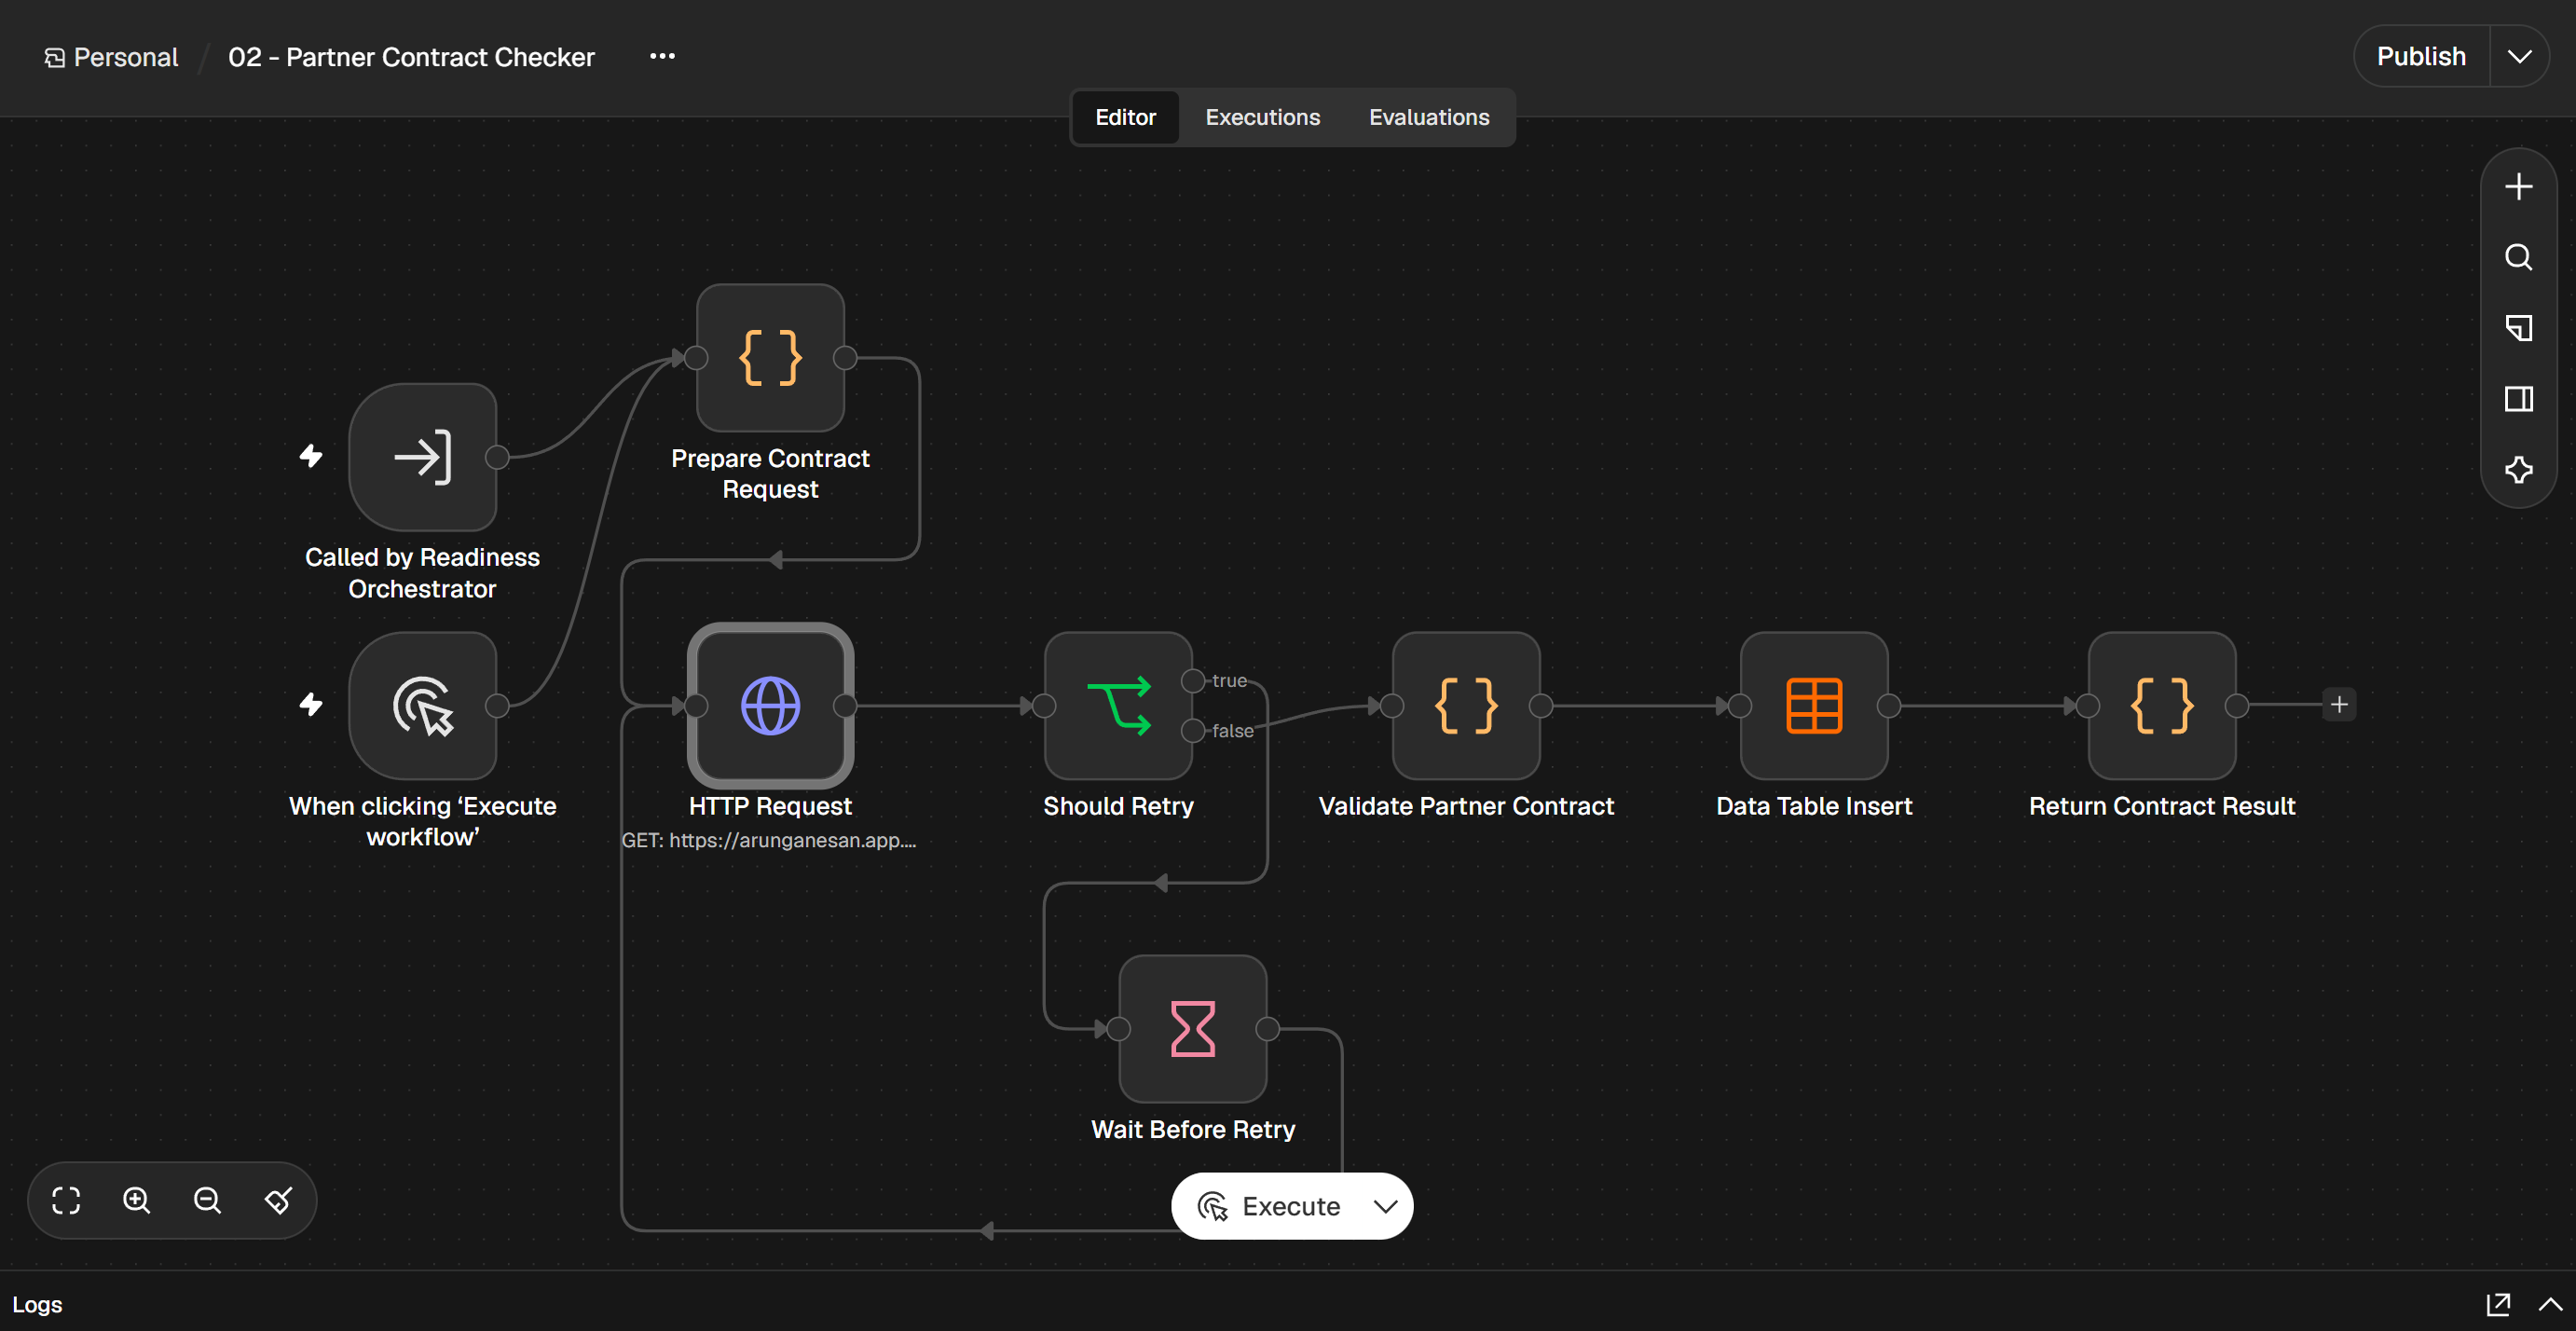 Personal / 02 - Partner Contract Checker ...
Publish
Editor Executions Evaluations
Prepare Contract
Request
Called by Readiness
Orchestrator
When clicking ‘Execute
workflow’
HTTP Request
GET: https://arunganesan.app....
Should Retry
true
false
Validate Partner Contract
Data Table Insert
Return Contract Result
Wait Before Retry
Execute
Logs